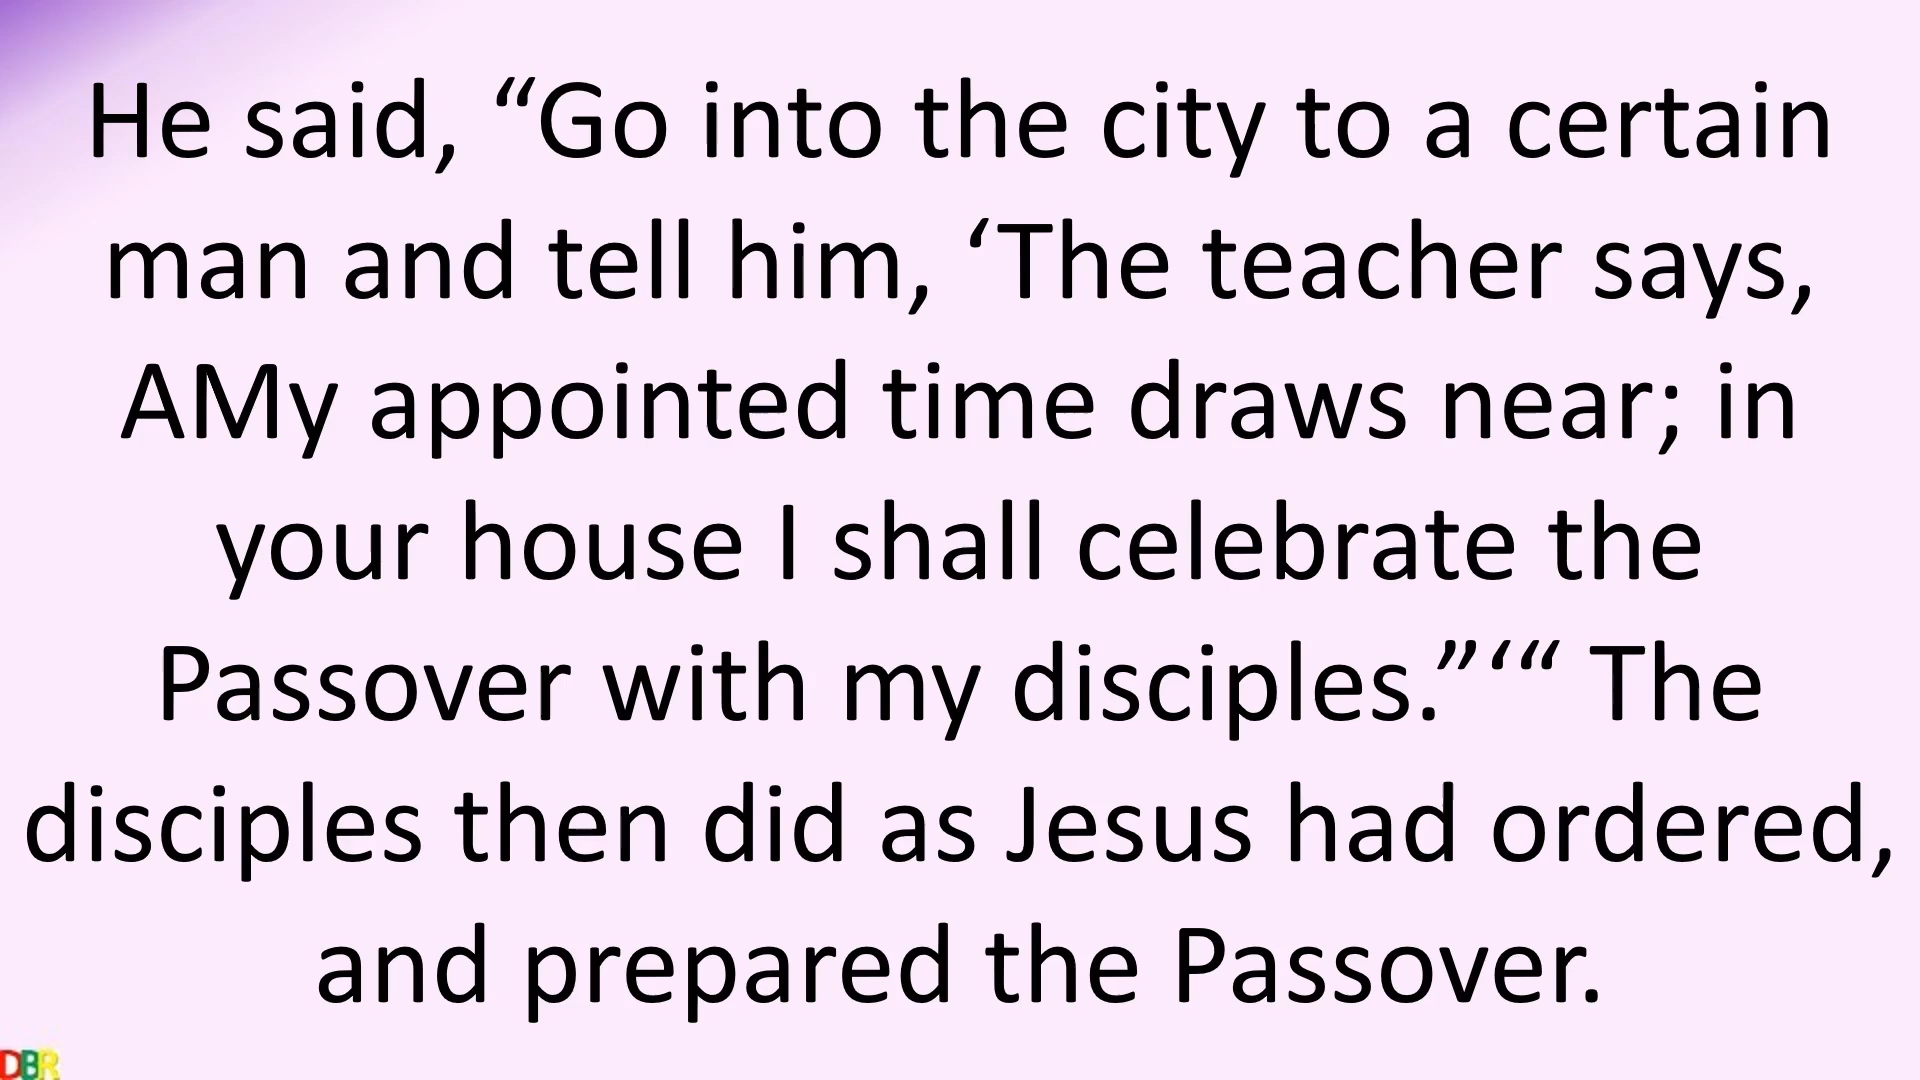 He said, “Go into the city to a certain
man and tell him, ‘The teacher says,
AMy appointed time draws near; in
your house I shall celebrate the
Passover with my disciples.”‘“ The
disciples then did as Jesus had ordered,
and prepared the Passover.
DBR